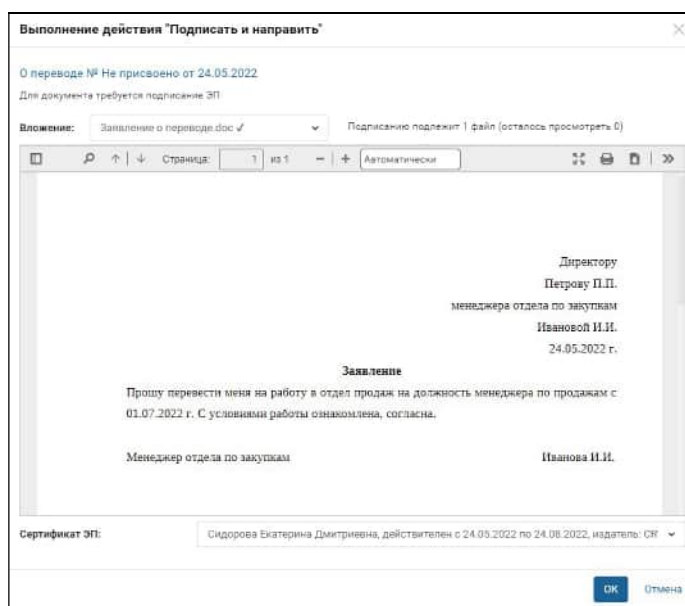 Выполнение действия "Подписать и направить"
О переводе № Не присвоено от 24.05.2022
Для документа требуется подписание ЭП
Вложение: Заявление о переводе.doc ✓ Подписанию подлежит 1 файл (осталось просмотреть 0)
Страница: 1 из 1 − + Автоматически
Директору
Петрову П.П.
менеджера отдела по закупкам
Ивановой И.И.
24.05.2022 г.
Заявление
Прошу перевести меня на работу в отдел продаж на должность менеджера по продажам с
01.07.2022 г. С условиями работы ознакомлена, согласна.
Менеджер отдела по закупкам Иванова И.И.
Сертификат ЭП: Сидорова Екатерина Дмитриевна, действителен с 24.05.2022 по 24.08.2022, издатель:
ОК Отмена